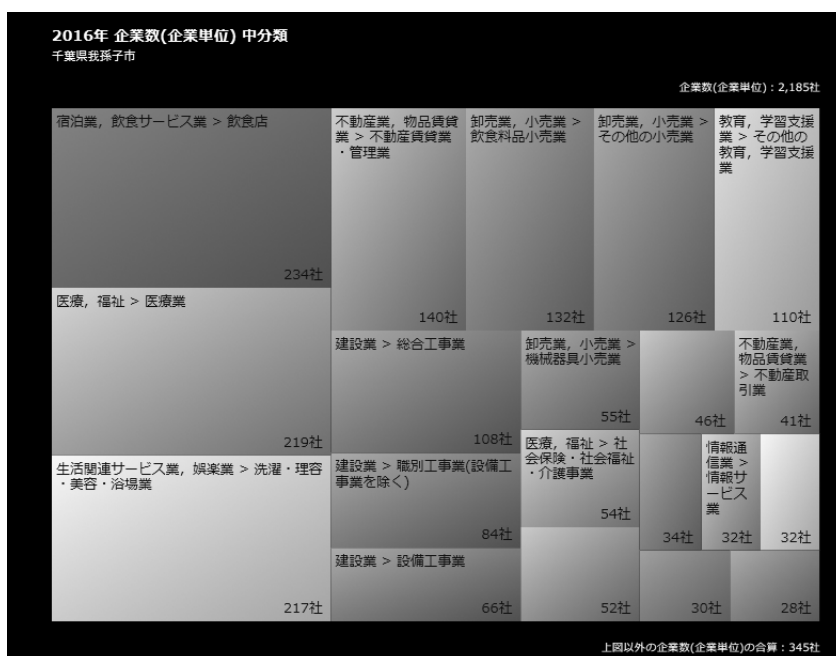 2016年 企業数(企業単位) 中分類
千葉県我孫子市
企業数(企業単位)：2,185社
宿泊業，飲食サービス業 > 飲食店
234社
医療，福祉 > 医療業
219社
生活関連サービス業，娯楽業 > 洗濯・理容
・美容・浴場業
217社
不動産業，物品賃貸
業 > 不動産賃貸業
・管理業
140社
卸売業，小売業 >
飲食料品小売業
132社
卸売業，小売業 >
その他の小売業
126社
教育，学習支援
業 > その他の
教育，学習支援
業
110社
建設業 > 総合工事業
108社
建設業 > 職別工事業(設備工
事業を除く)
84社
建設業 > 設備工事業
66社
卸売業，小売業 >
機械器具小売業
55社
医療，福祉 > 社
会保険・社会福祉
・介護事業
54社
52社
46社
不動産業，
物品賃貸業
> 不動産取
引業
41社
34社
情報通
信業 >
情報サ
ービス
業
32社
32社
30社
28社
上図以外の企業数(企業単位)の合算：345社